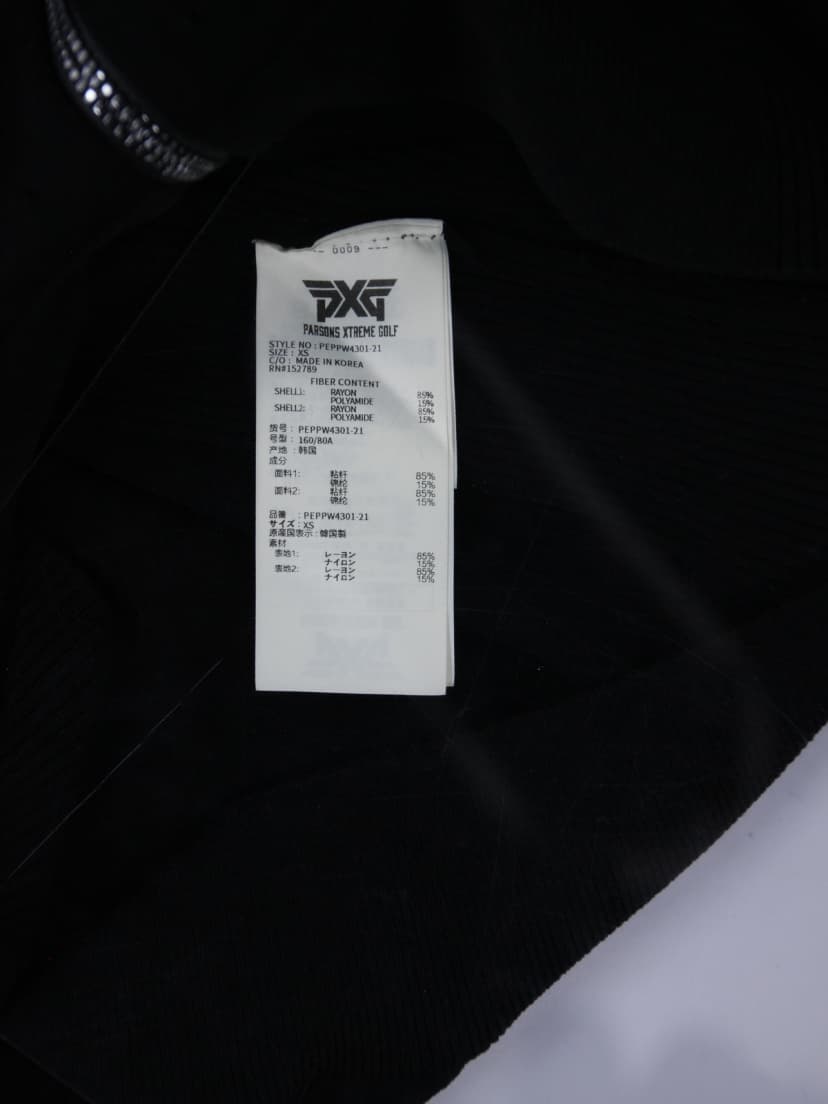 --- 0009 ---
PXG
PARSONS XTREME GOLF
STYLE NO : PEPPW4301-21
SIZE : XS
C/O : MADE IN KOREA
RN#152789
FIBER CONTENT
SHELL1: RAYON 85%
POLYAMIDE 15%
SHELL2: RAYON 85%
POLYAMIDE 15%
货号 : PEPPW4301-21
号型 : 160/80A
产地 : 韩国
成分
面料1: 粘纤 85%
锦纶 15%
面料2: 粘纤 85%
锦纶 15%
品番 : PEPPW4301-21
サイズ : XS
原産国表示 : 韓国製
素材
表地1: レーヨン 85%
ナイロン 15%
表地2: レーヨン 85%
ナイロン 15%